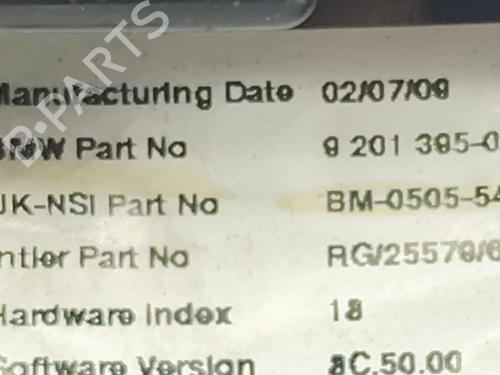 B-PARTS
Manufacturing Date 02/07/09
BMW Part No 9 201 395-0
UK-NSI Part No BM-0505-54
ntier Part No RG/25579/6
Hardware Index 18
Software Version 8C.50.00